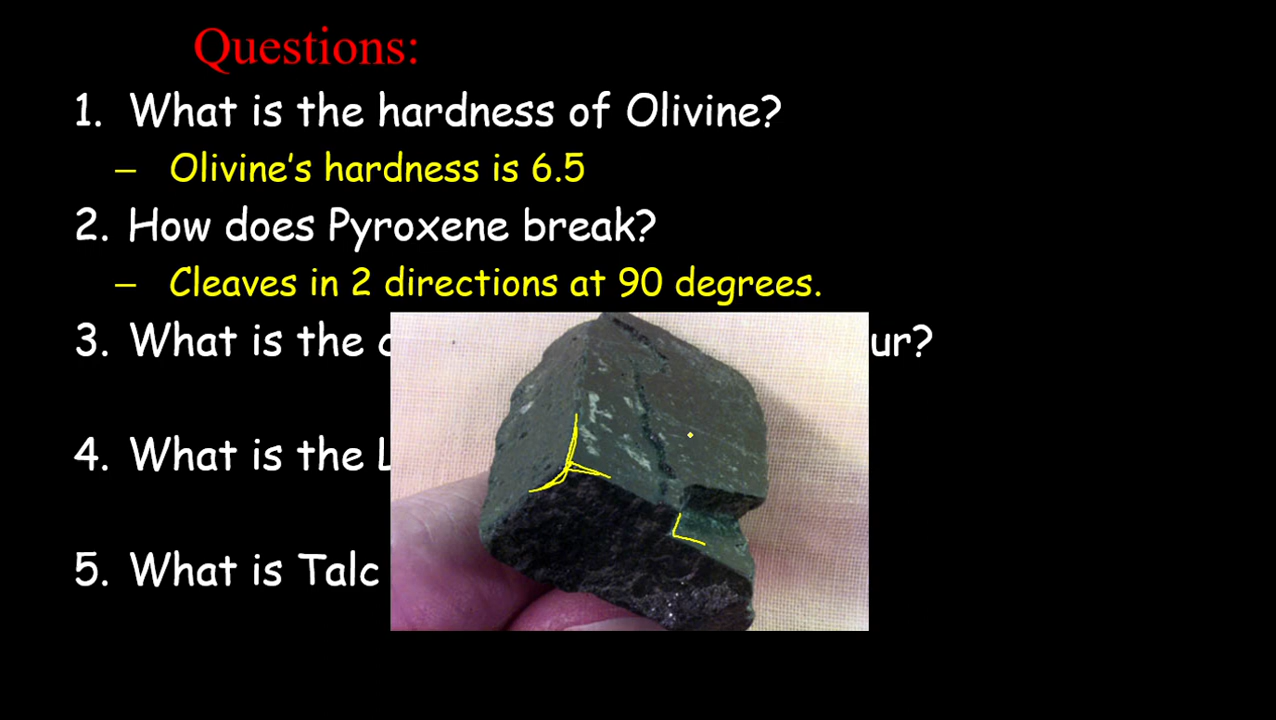 Questions:
1. What is the hardness of Olivine?
– Olivine's hardness is 6.5
2. How does Pyroxene break?
– Cleaves in 2 directions at 90 degrees.
3. What is the
4. What is the
5. What is Talc